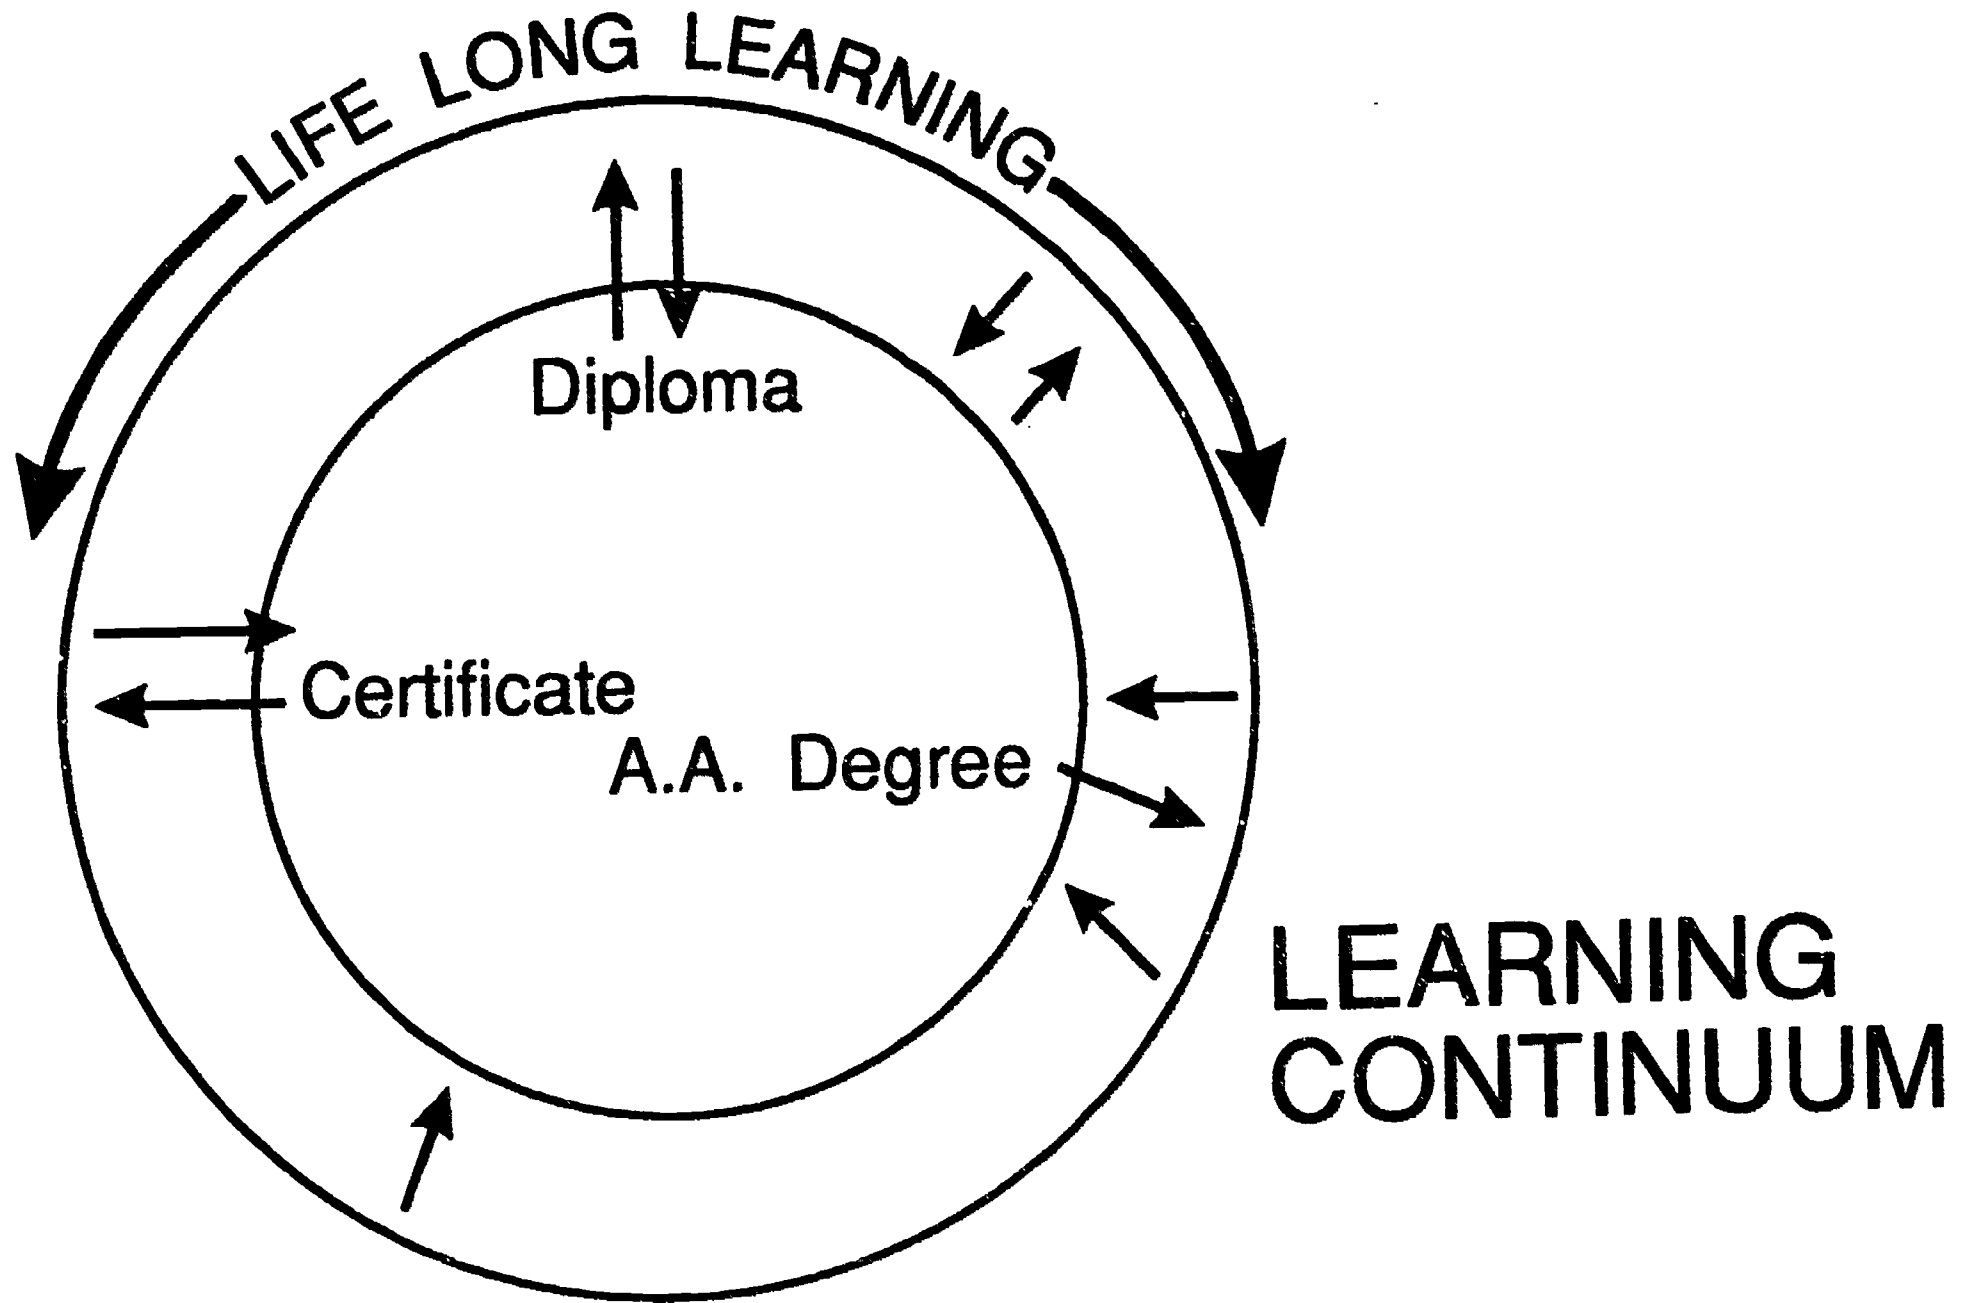 LIFE LONG LEARNING
Diploma
Certificate
A.A. Degree
LEARNING
CONTINUUM